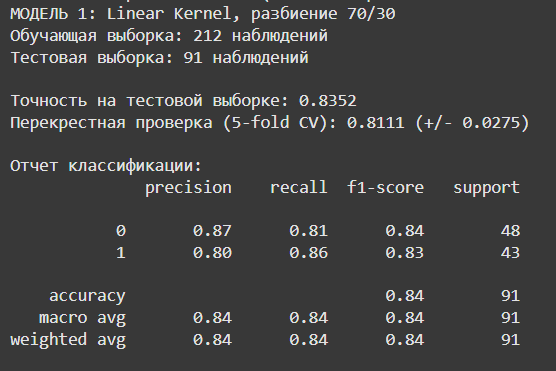 МОДЕЛЬ 1: Linear Kernel, разбиение 70/30
Обучающая выборка: 212 наблюдений
Тестовая выборка: 91 наблюдений

Точность на тестовой выборке: 0.8352
Перекрестная проверка (5-fold CV): 0.8111 (+/- 0.0275)

Отчет классификации:
              precision    recall  f1-score   support

           0       0.87      0.81      0.84        48
           1       0.80      0.86      0.83        43

    accuracy                           0.84        91
   macro avg       0.84      0.84      0.84        91
weighted avg       0.84      0.84      0.84        91